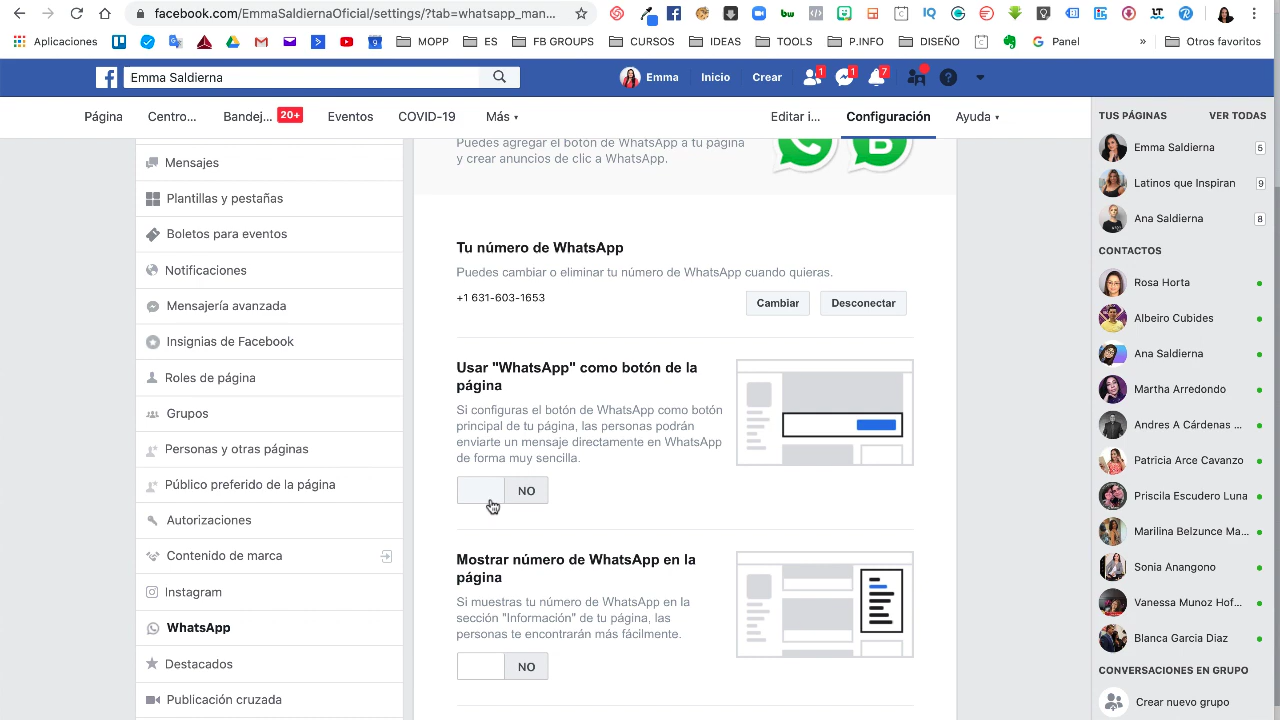 facebook.com/EmmaSaldiernaOficial/settings/?tab=whatsapp_man...
Aplicaciones
MOPP
ES
FB GROUPS
CURSOS
IDEAS
TOOLS
P.INFO
DISEÑO
Panel
»
Otros favoritos
Emma Saldierna
Emma
Inicio
Crear
1
1
7
Página
Centro...
Bandej...
20+
Eventos
COVID-19
Más
Editar i...
Configuración
Ayuda
Mensajes
Plantillas y pestañas
Boletos para eventos
Notificaciones
Mensajería avanzada
Insignias de Facebook
Roles de página
Grupos
Personas y otras páginas
Público preferido de la página
Autorizaciones
Contenido de marca
Instagram
WhatsApp
Destacados
Publicación cruzada
Puedes agregar el botón de WhatsApp a tu página
y crear anuncios de clic a WhatsApp.
Tu número de WhatsApp
Puedes cambiar o eliminar tu número de WhatsApp cuando quieras.
+1 631-603-1653
Cambiar
Desconectar
Usar "WhatsApp" como botón de la
página
Si configuras el botón de WhatsApp como botón
principal de tu página, las personas podrán
enviarte un mensaje directamente en WhatsApp
de forma muy sencilla.
NO
Mostrar número de WhatsApp en la
página
Si muestras tu número de WhatsApp en la
sección "Información" de tu página, las
personas te encontrarán más fácilmente.
NO
TUS PÁGINAS
VER TODAS
Emma Saldierna
5
Latinos que Inspiran
9
Ana Saldierna
8
CONTACTOS
Rosa Horta
Albeiro Cubides
Ana Saldierna
Martha Arredondo
Andres A. Cárdenas ...
Patricia Arce Cavanzo
Priscila Escudero Luna
Marilina Belzunce Ma...
Sonia Anangono
Vanessa Muñoz Hof...
Blanca García Díaz
CONVERSACIONES EN GRUPO
Crear nuevo grupo